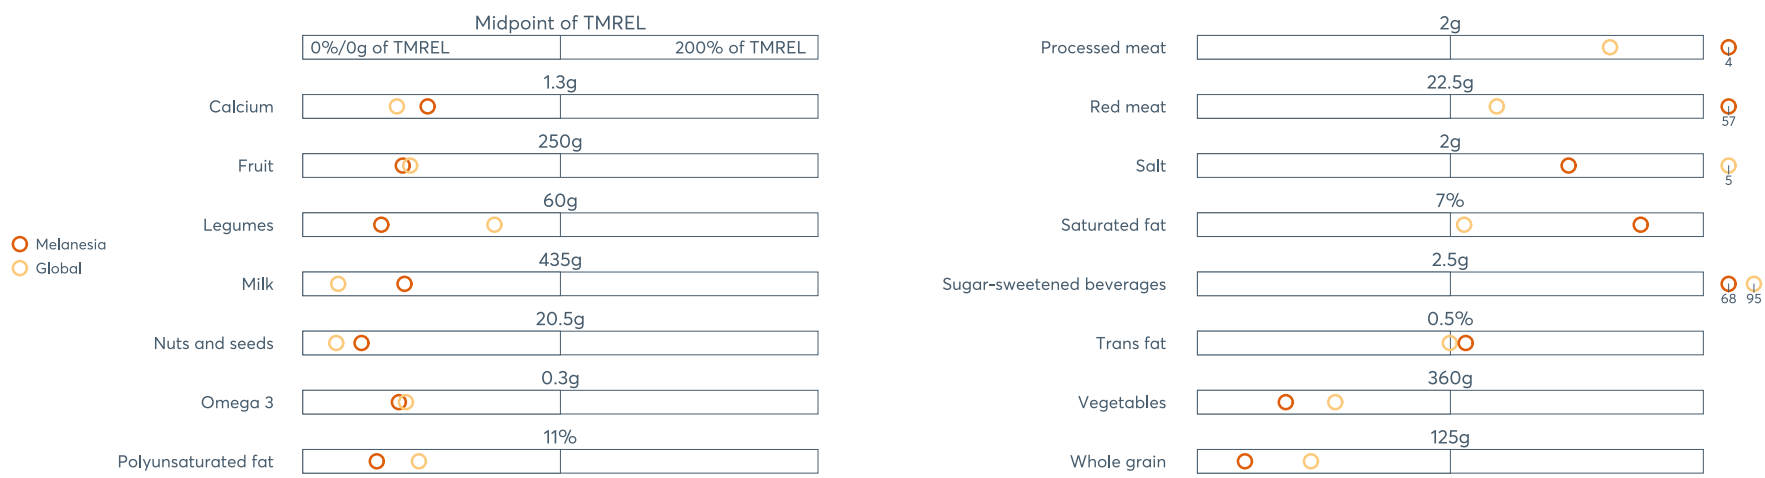 Midpoint of TMREL
0%/0g of TMREL 200% of TMREL
1.3g
Calcium
250g
Fruit
60g
Legumes
Melanesia
Global
435g
Milk
20.5g
Nuts and seeds
0.3g
Omega 3
11%
Polyunsaturated fat
2g
Processed meat
4
22.5g
Red meat
57
2g
Salt
5
7%
Saturated fat
2.5g
Sugar-sweetened beverages
68 95
0.5%
Trans fat
360g
Vegetables
125g
Whole grain